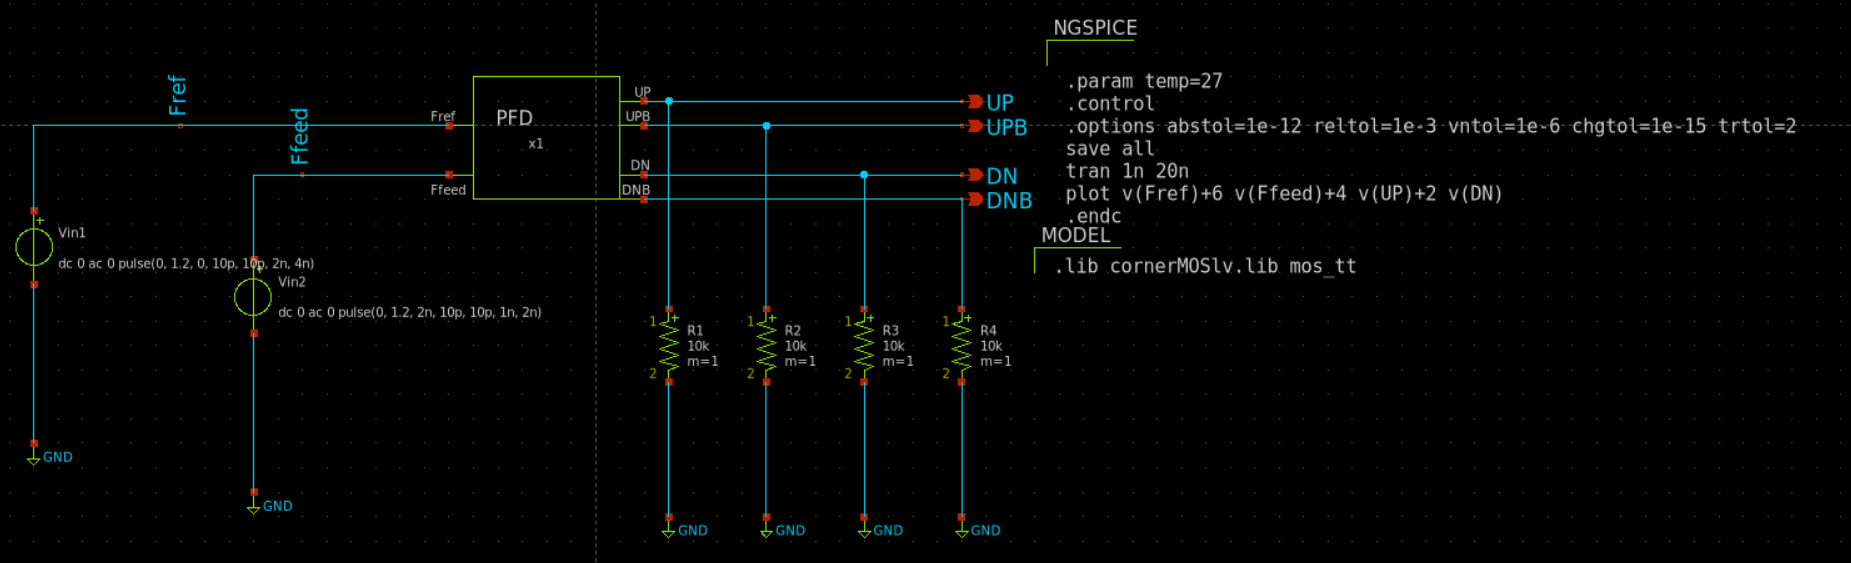 Fref
Ffeed
Fref
Ffeed
PFD
x1
UP
UPB
DN
DNB
UP
UPB
DN
DNB
Vin1
dc 0 ac 0 pulse(0, 1.2, 0, 10p, 10p, 2n, 4n)
Vin2
dc 0 ac 0 pulse(0, 1.2, 2n, 10p, 10p, 1n, 2n)
GND
GND
1
+
R1
10k
m=1
2
GND
1
+
R2
10k
m=1
2
GND
1
+
R3
10k
m=1
2
GND
1
+
R4
10k
m=1
2
GND
NGSPICE
.param temp=27
.control
.options abstol=1e-12 reltol=1e-3 vntol=1e-6 chgtol=1e-15 trtol=2
save all
tran 1n 20n
plot v(Fref)+6 v(Ffeed)+4 v(UP)+2 v(DN)
.endc
MODEL
.lib cornerMOSlv.lib mos_tt